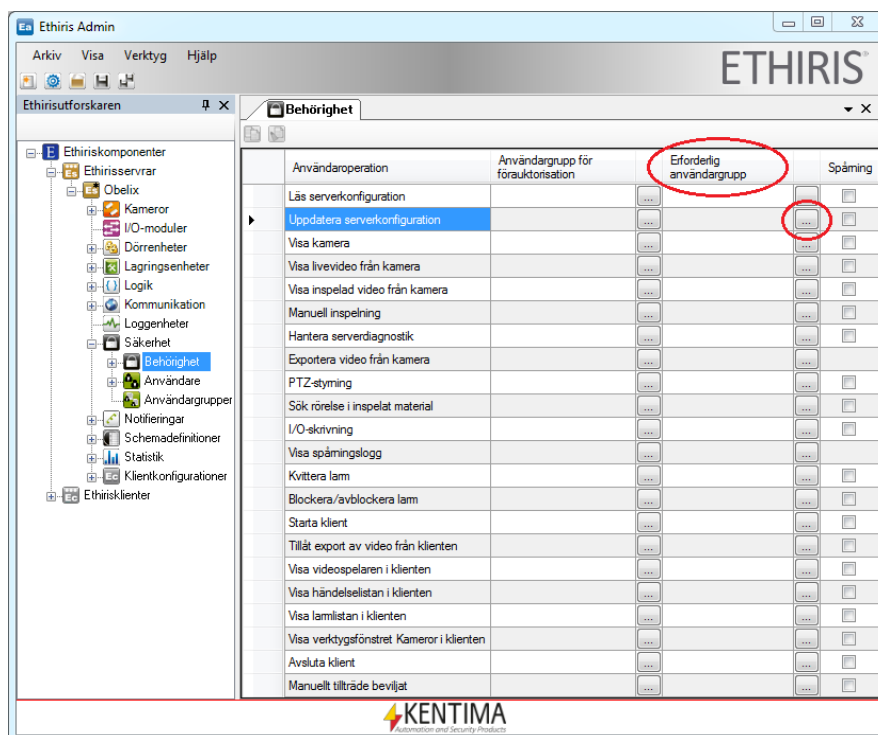 Ethiris Admin
Arkiv Visa Verktyg Hjälp
ETHIRIS
Ethirisutforskaren
Behörighet
Ethiriskomponenter
Ethirisservrar
Obelix
Kameror
I/O-moduler
Dörrenheter
Lagringsenheter
Logik
Kommunikation
Loggenheter
Säkerhet
Behörighet
Användare
Användargrupper
Notifieringar
Schemadefinitioner
Statistik
Klientkonfigurationer
Ethirisklienter
Användaroperation
Användargrupp för
förauktorisation
Erforderlig
användargrupp
Spårning
Läs serverkonfiguration ... ...
Uppdatera serverkonfiguration ... ...
Visa kamera ... ...
Visa livevideo från kamera ... ...
Visa inspelad video från kamera ... ...
Manuell inspelning ... ...
Hantera serverdiagnostik ... ...
Exportera video från kamera ... ...
PTZ-styrning ... ...
Sök rörelse i inspelat material ... ...
I/O-skrivning ... ...
Visa spårningslogg ... ...
Kvittera larm ... ...
Blockera/avblockera larm ... ...
Starta klient ... ...
Tillåt export av video från klienten ... ...
Visa videospelaren i klienten ... ...
Visa händelselistan i klienten ... ...
Visa larmlistan i klienten ... ...
Visa verktygsfönstret Kameror i klienten ... ...
Avsluta klient ... ...
Manuellt tillträde beviljat ... ...
KENTIMA
Automation and Security Products